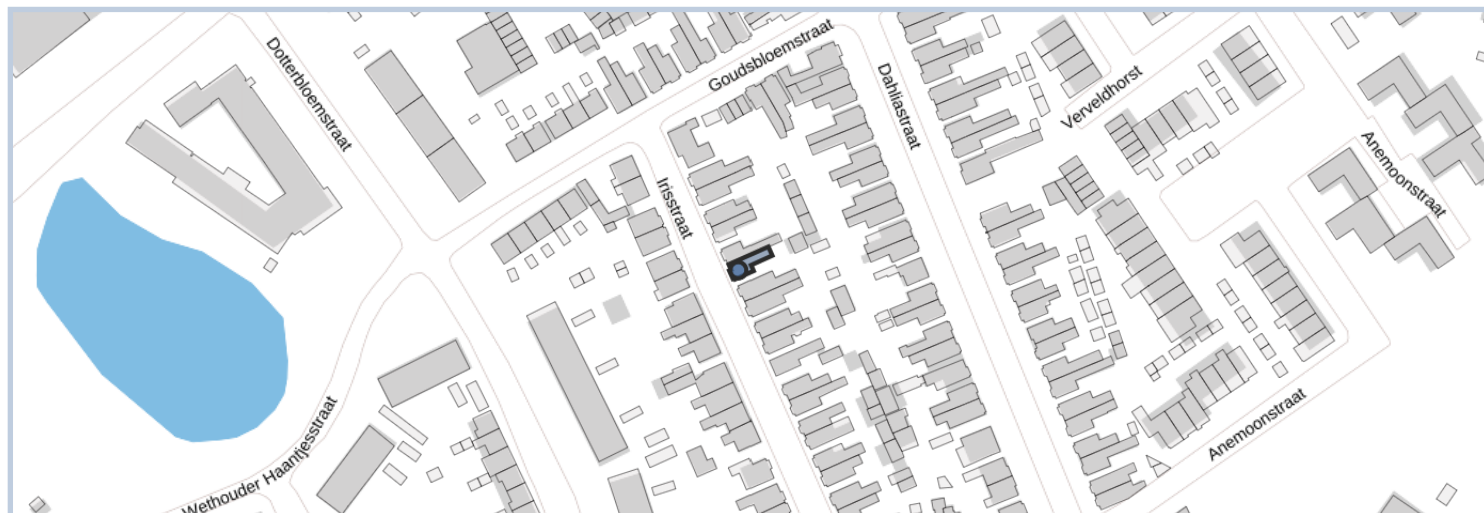 Dotterbloemstraat
Goudsbloemstraat
Dahliastraat
Verveldhorst
Anemoonstraat
Irisstraat
Wethouder Haantjesstraat
Anemoonstraat